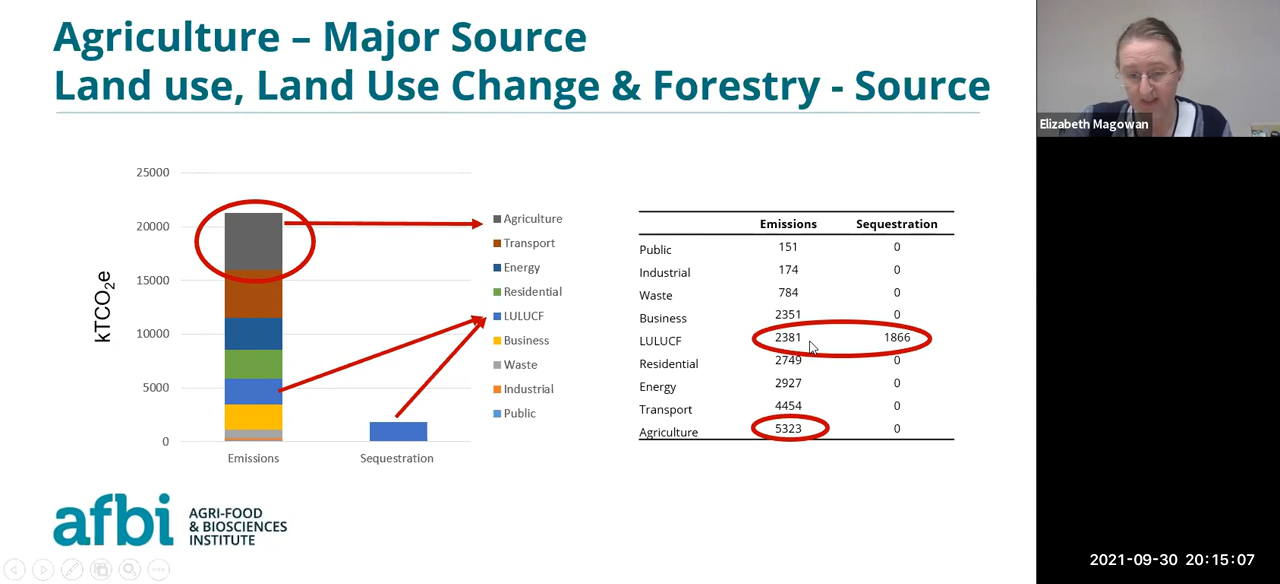 Agriculture – Major Source
Land use, Land Use Change & Forestry - Source
Elizabeth Magowan
kTCO2e
25000
20000
15000
10000
5000
0
Emissions
Sequestration
Agriculture
Transport
Energy
Residential
LULUCF
Business
Waste
Industrial
Public
Emissions Sequestration
Public 151 0
Industrial 174 0
Waste 784 0
Business 2351 0
LULUCF 2381 1866
Residential 2749 0
Energy 2927 0
Transport 4454 0
Agriculture 5323 0
afbi
AGRI-FOOD
& BIOSCIENCES
INSTITUTE
2021-09-30 20:15:07